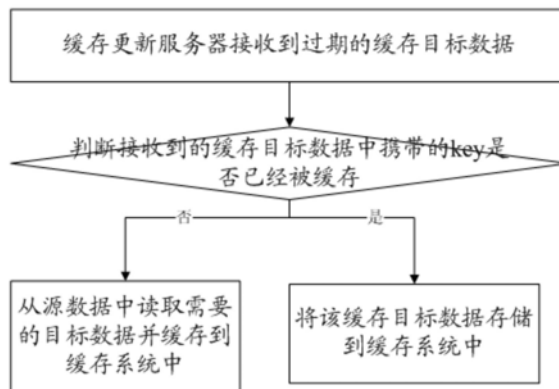 缓存更新服务器接收到过期的缓存目标数据
判断接收到的缓存目标数据中携带的key是
否已经被缓存
否
是
从源数据中读取需要
的目标数据并缓存到
缓存系统中
将该缓存目标数据存储
到缓存系统中